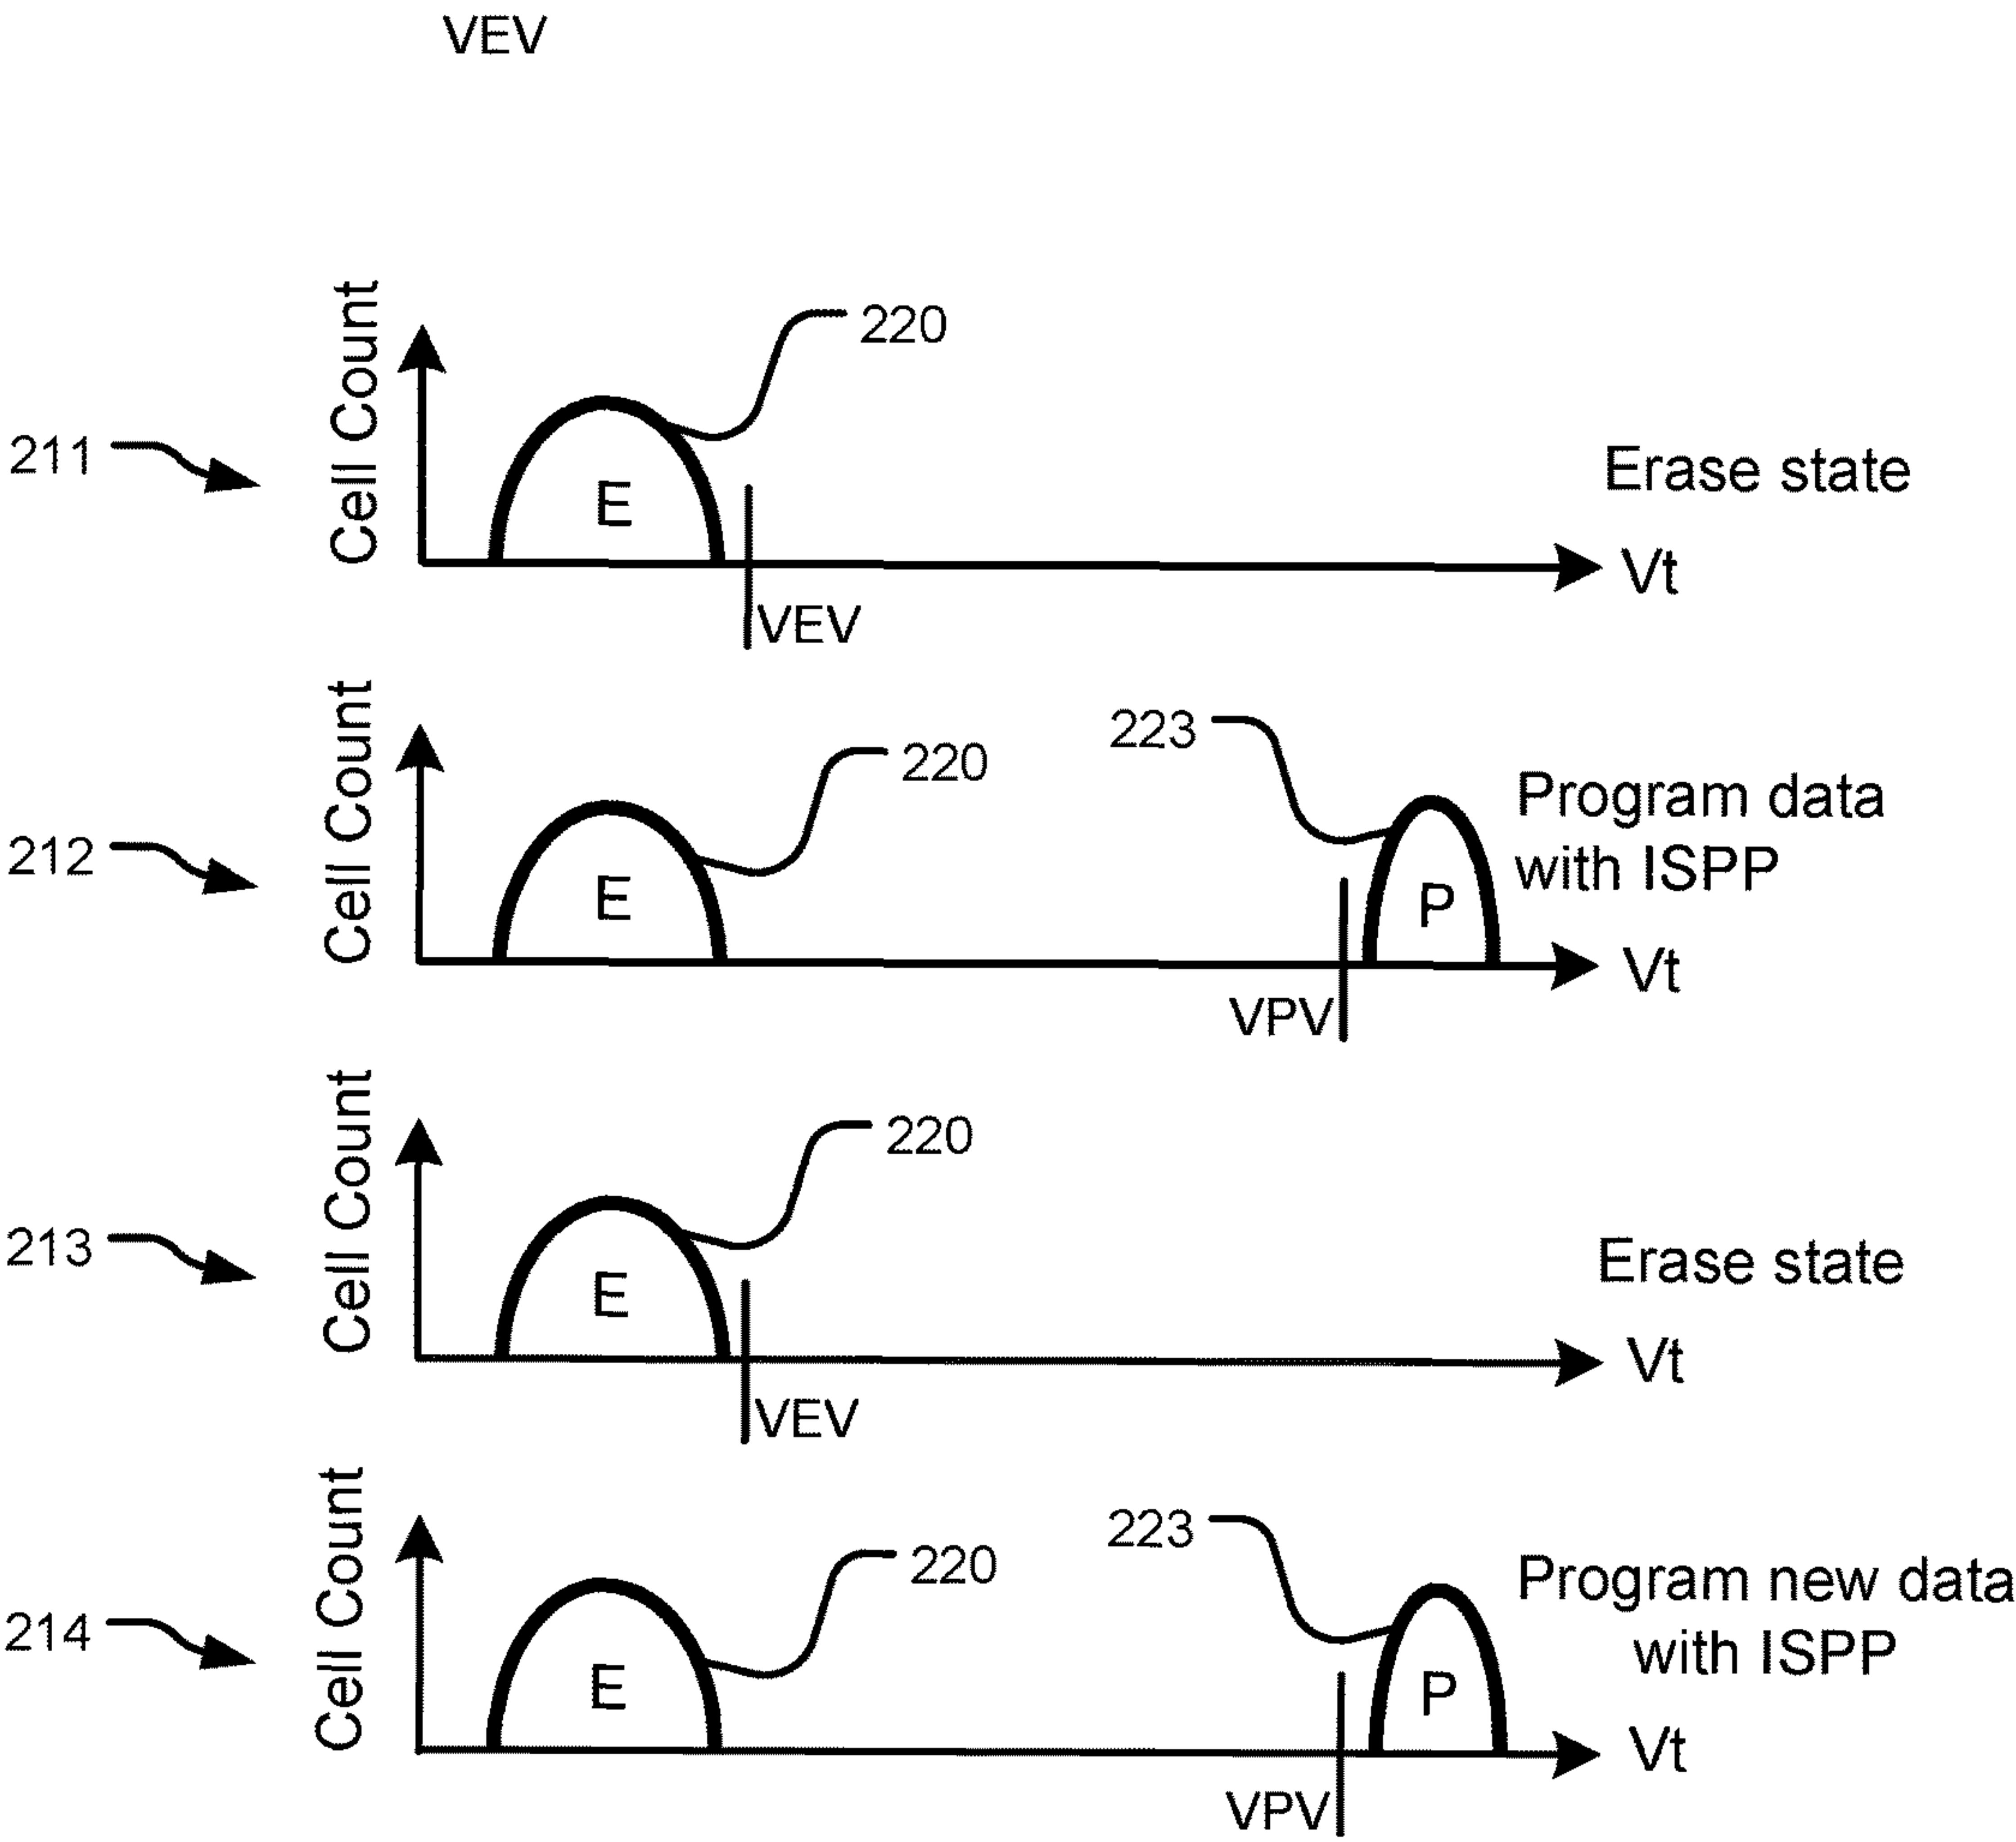 VEV
Cell Count
220
211
E
Erase state
Vt
VEV
Cell Count
220
223
212
E
P
Program data
with ISPP
Vt
VPV
Cell Count
220
213
E
Erase state
Vt
VEV
Cell Count
220
223
214
E
P
Program new data
with ISPP
Vt
VPV